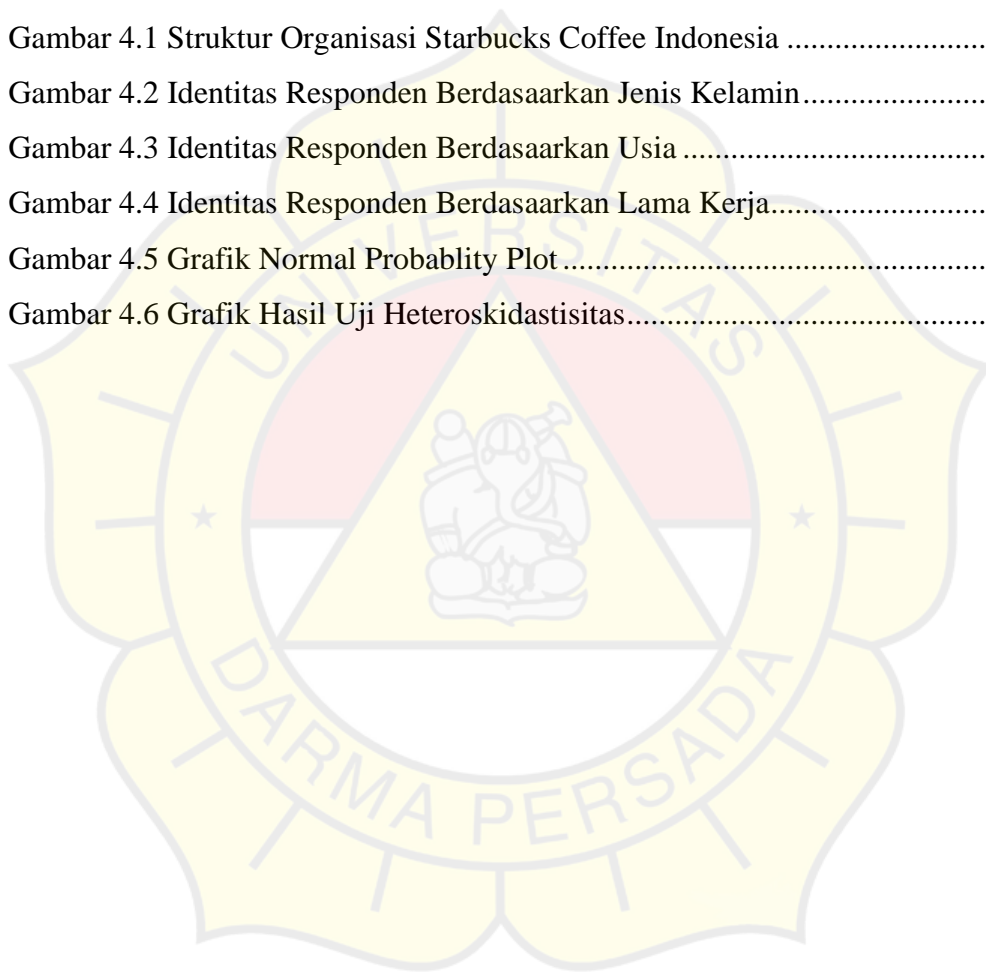 Gambar 4.1 Struktur Organisasi Starbucks Coffee Indonesia ..........................
Gambar 4.2 Identitas Responden Berdasaarkan Jenis Kelamin........................
Gambar 4.3 Identitas Responden Berdasaarkan Usia .......................................
Gambar 4.4 Identitas Responden Berdasaarkan Lama Kerja............................
Gambar 4.5 Grafik Normal Probablity Plot......................................................
Gambar 4.6 Grafik Hasil Uji Heteroskidastisitas..............................................
UNIVERSITAS
DARMA PERSADA